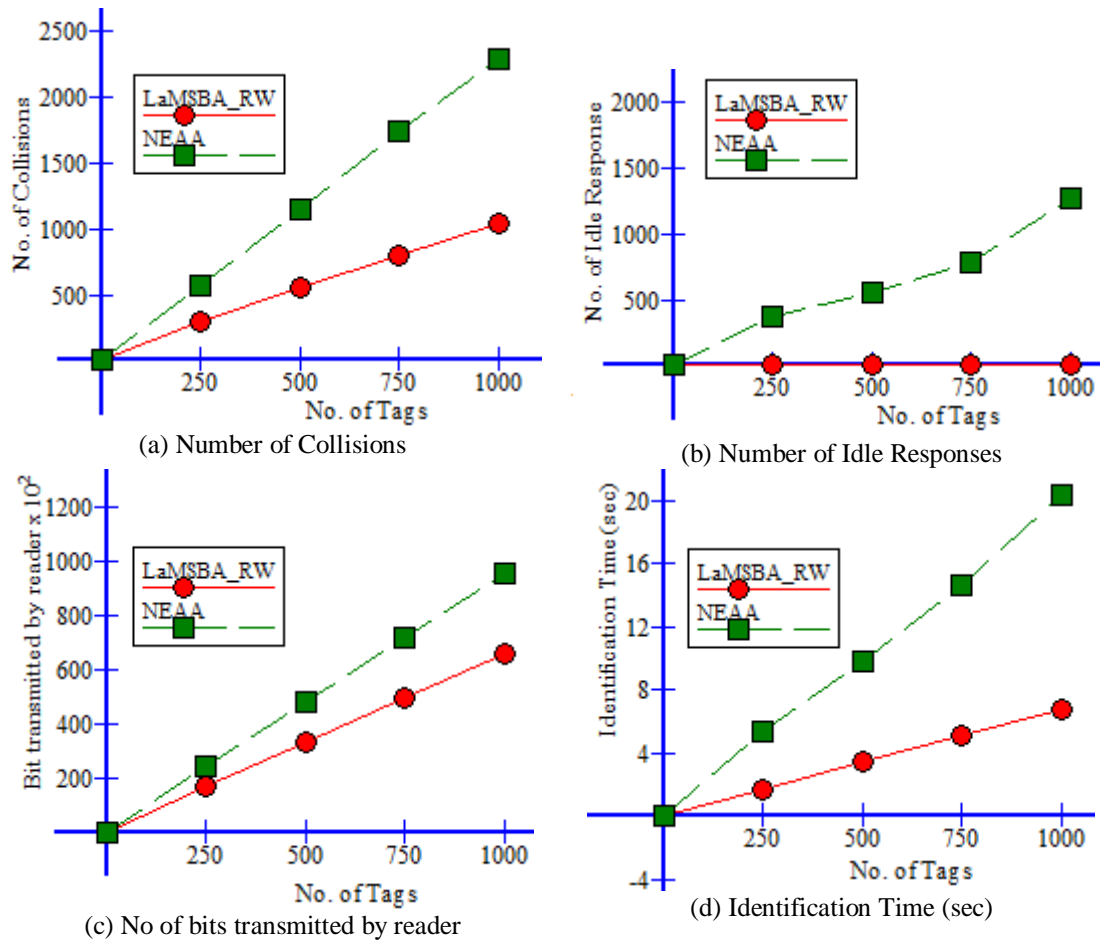 2500
2000
1500
1000
500
No. of Collisions
LaMSBA_RW
NEAA
250 500 750 1000
No. of Tags
(a) Number of Collisions
2000
1500
1000
500
No. of Idle Response
LaMSBA_RW
NEAA
250 500 750 1000
No. of Tags
(b) Number of Idle Responses
1200
1000
800
600
400
200
Bit transmitted by reader x 10²
LaMSBA_RW
NEAA
250 500 750 1000
No. of Tags
(c) No of bits transmitted by reader
20
16
12
8
4
-4
Identification Time (sec)
LaMSBA_RW
NEAA
250 500 750 1000
No. of Tags
(d) Identification Time (sec)